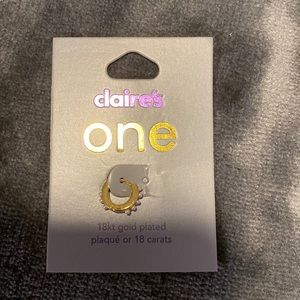 claire's
one
18kt gold plated
plaqué or 18 carats